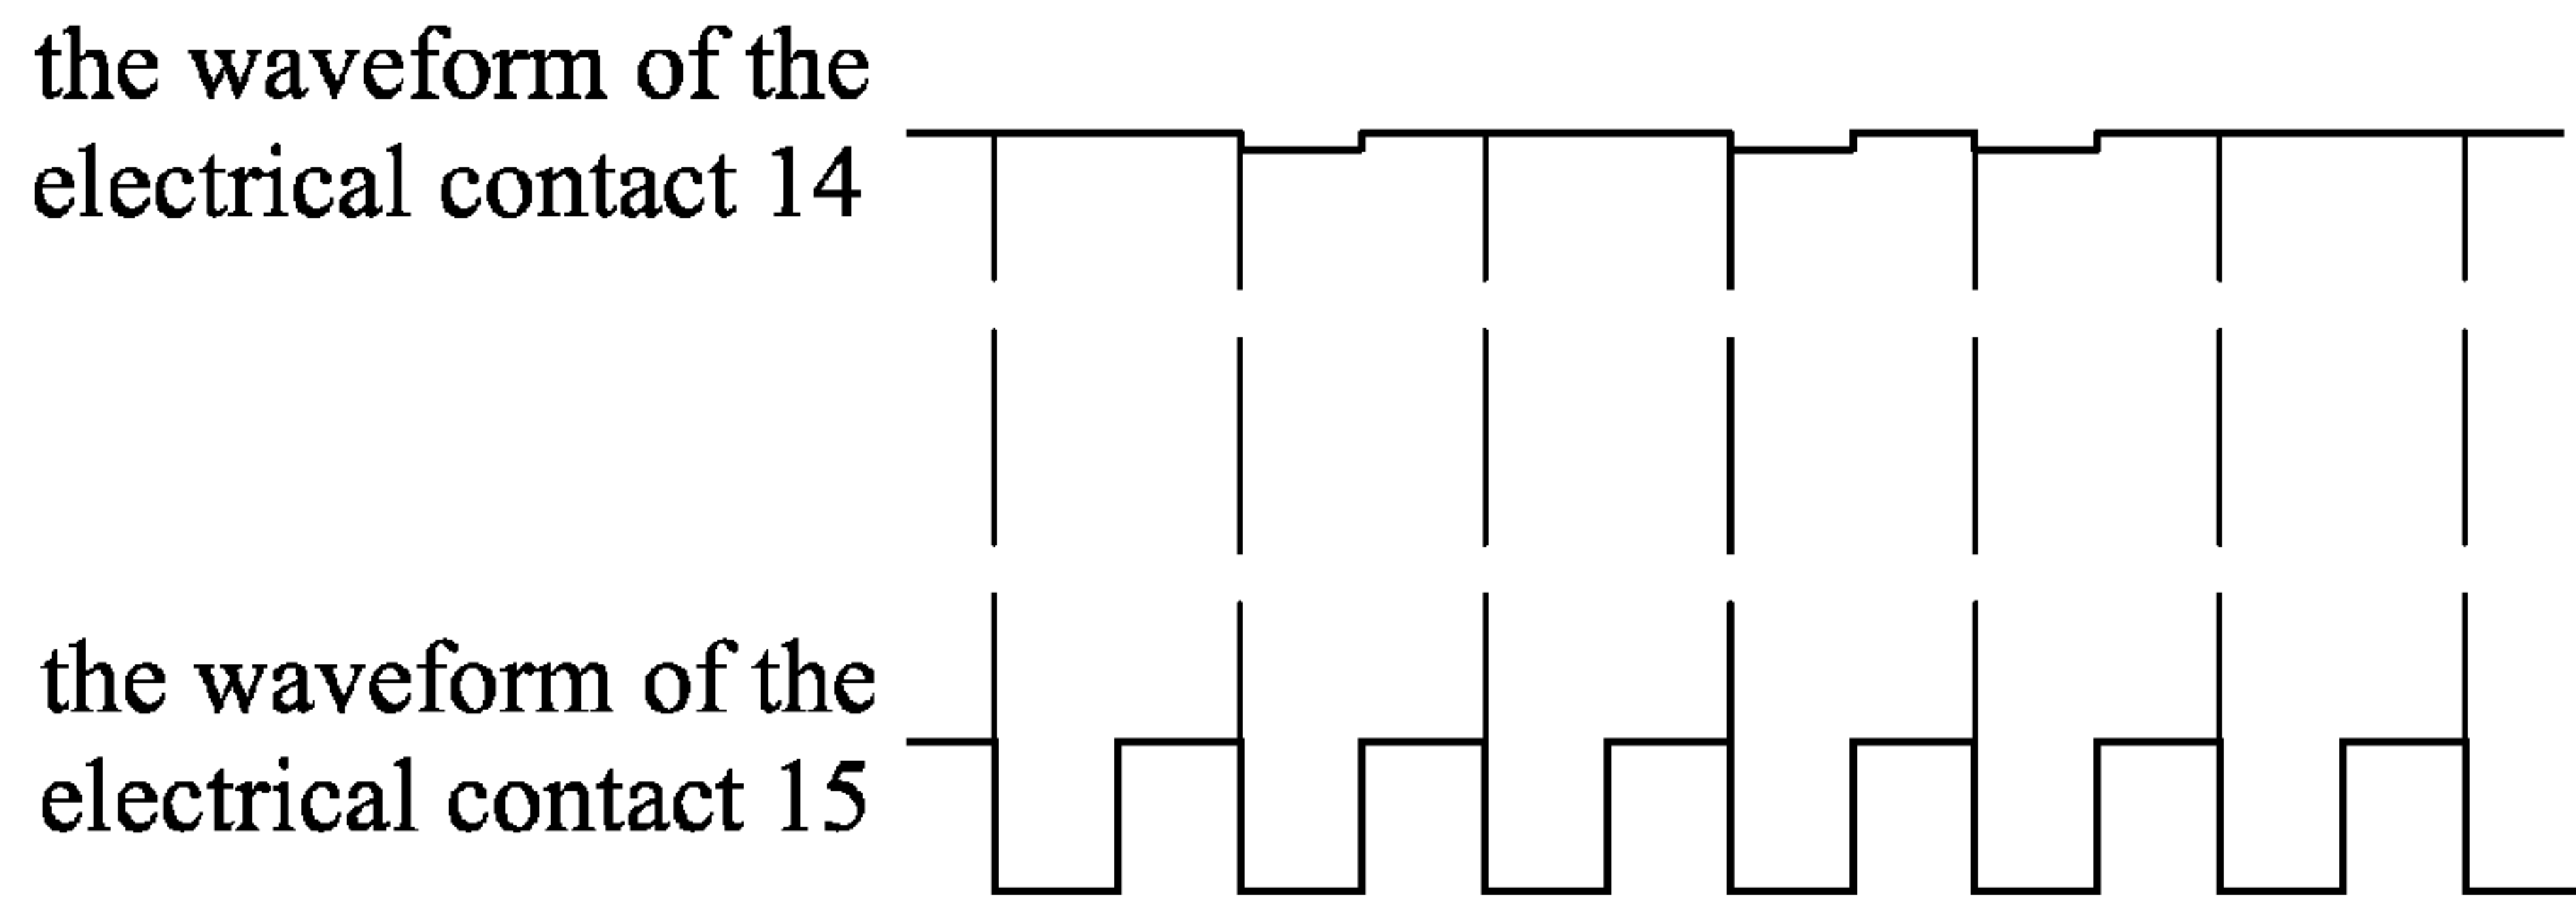 the waveform of the
electrical contact 14
the waveform of the
electrical contact 15